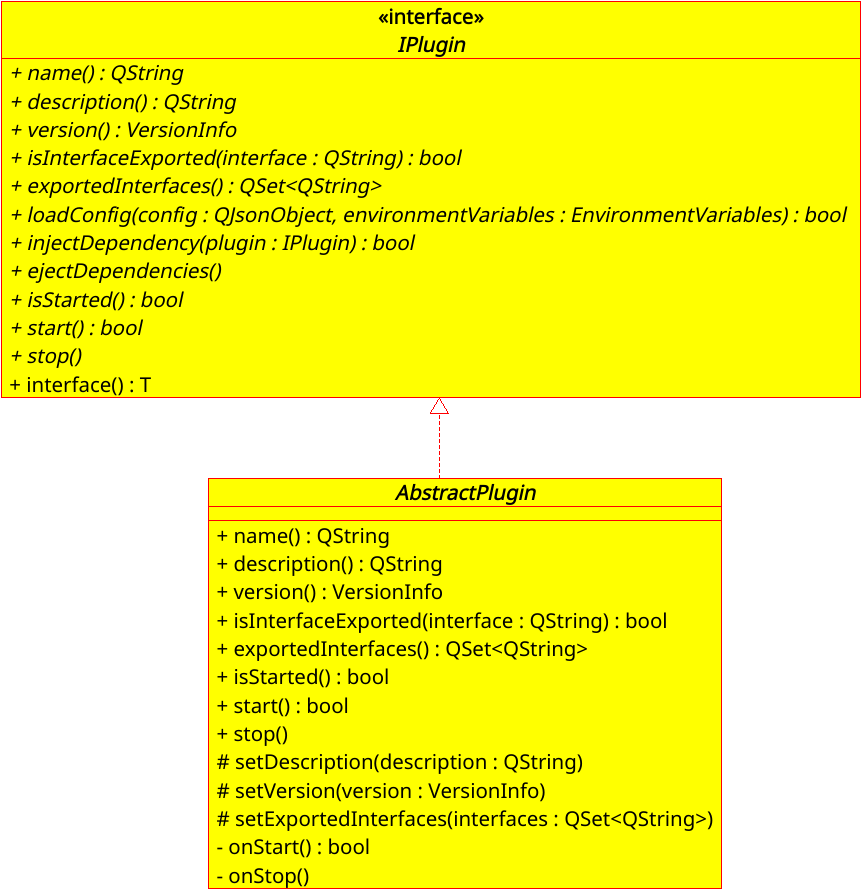 «interface»
IPlugin
+ name() : QString
+ description() : QString
+ version() : VersionInfo
+ isInterfaceExported(interface : QString) : bool
+ exportedInterfaces() : QSet<QString>
+ loadConfig(config : QJsonObject, environmentVariables : EnvironmentVariables) : bool
+ injectDependency(plugin : IPlugin) : bool
+ ejectDependencies()
+ isStarted() : bool
+ start() : bool
+ stop()
+ interface() : T
AbstractPlugin
+ name() : QString
+ description() : QString
+ version() : VersionInfo
+ isInterfaceExported(interface : QString) : bool
+ exportedInterfaces() : QSet<QString>
+ isStarted() : bool
+ start() : bool
+ stop()
# setDescription(description : QString)
# setVersion(version : VersionInfo)
# setExportedInterfaces(interfaces : QSet<QString>)
- onStart() : bool
- onStop()